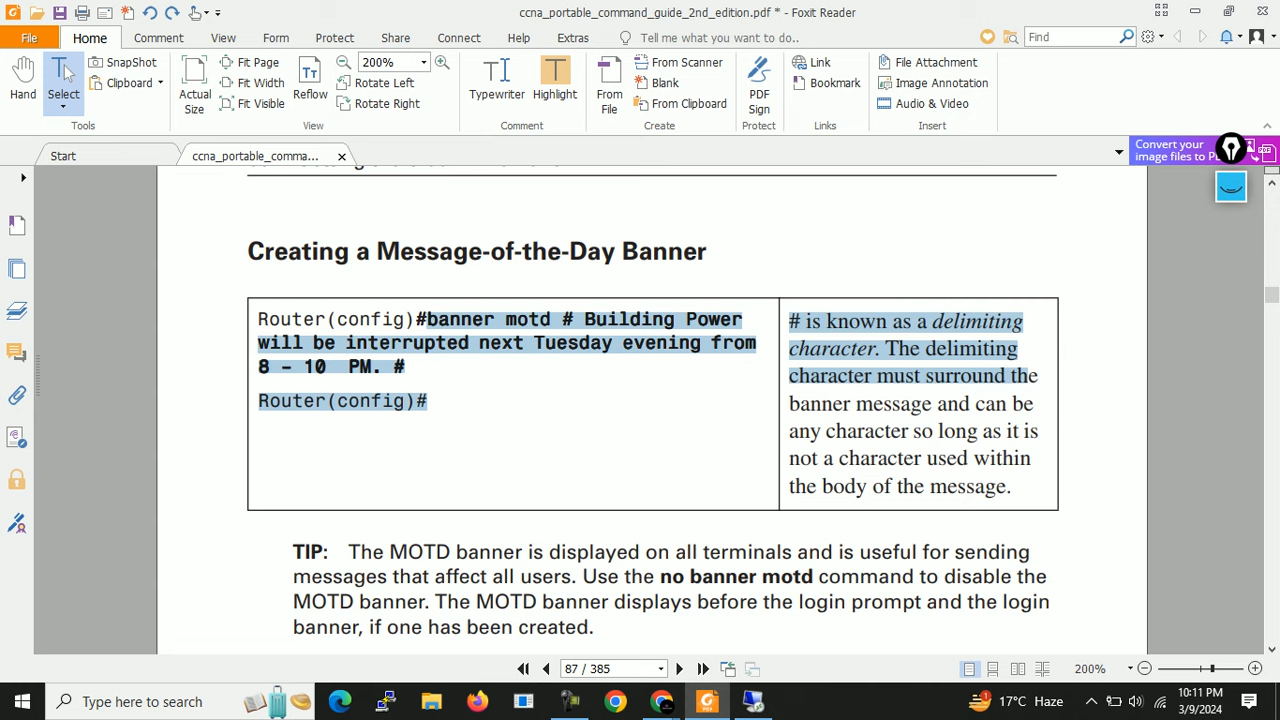 ccna_portable_command_guide_2nd_edition.pdf * - Foxit Reader
File Home Comment View Form Protect Share Connect Help Extras Tell me what you want to do.. Find
Hand
Select
SnapShot
Clipboard
Tools
Actual
Size
Fit Page
Fit Width
Fit Visible
Reflow
200%
Rotate Left
Rotate Right
View
Typewriter
Highlight
Comment
From
File
From Scanner
Blank
From Clipboard
Create
PDF
Sign
Protect
Link
Bookmark
Links
File Attachment
Image Annotation
Audio & Video
Insert
Start
ccna_portable_comma...
Convert your
image files to P
Creating a Message-of-the-Day Banner
Router(config)#banner motd # Building Power
will be interrupted next Tuesday evening from
8 – 10 PM. #
Router(config)#
# is known as a delimiting
character. The delimiting
character must surround the
banner message and can be
any character so long as it is
not a character used within
the body of the message.
TIP: The MOTD banner is displayed on all terminals and is useful for sending
messages that affect all users. Use the no banner motd command to disable the
MOTD banner. The MOTD banner displays before the login prompt and the login
banner, if one has been created.
87 / 385
200%
Type here to search
1
17°C Haze
10:11 PM
3/9/2024